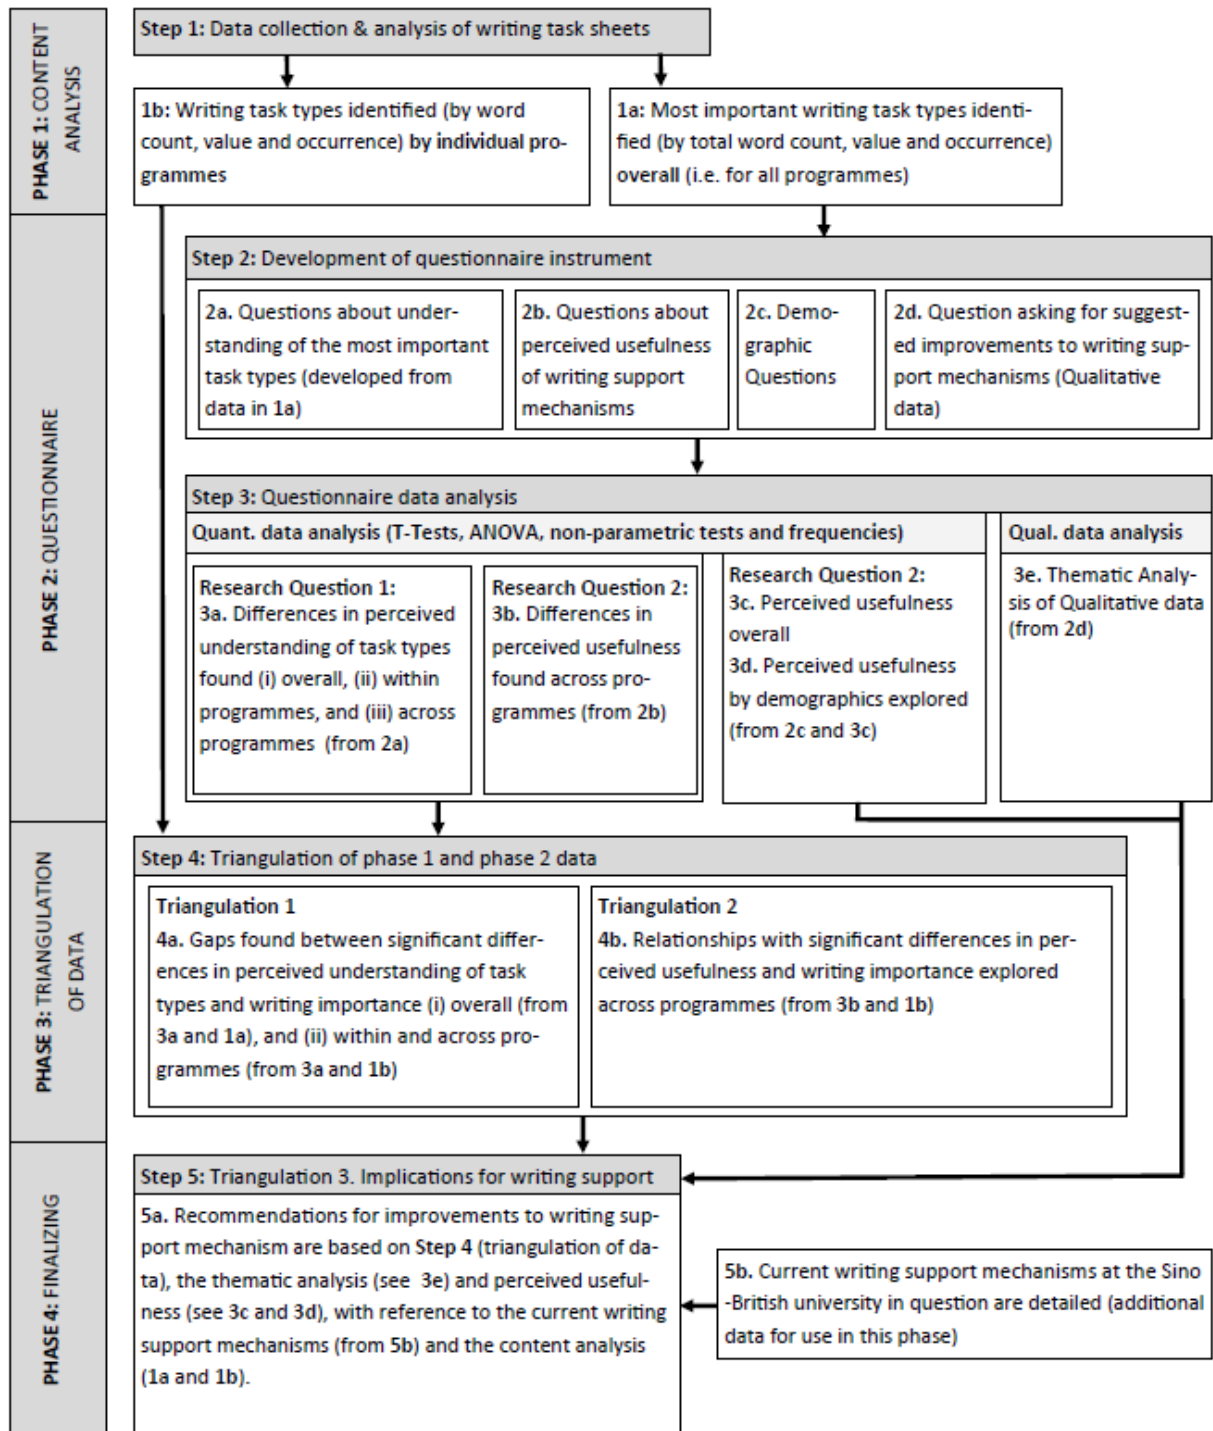 PHASE 1: CONTENT
ANALYSIS
Step 1: Data collection & analysis of writing task sheets
1b: Writing task types identified (by word
count, value and occurrence) by individual pro-
grammes
1a: Most important writing task types identi-
fied (by total word count, value and occurrence)
overall (i.e. for all programmes)
PHASE 2: QUESTIONNAIRE
Step 2: Development of questionnaire instrument
2a. Questions about under-
standing of the most important
task types (developed from
data in 1a)
2b. Questions about
perceived usefulness
of writing support
mechanisms
2c. Demo-
graphic
Questions
2d. Question asking for suggest-
ed improvements to writing sup-
port mechanisms (Qualitative
data)
Step 3: Questionnaire data analysis
Quant. data analysis (T-Tests, ANOVA, non-parametric tests and frequencies)
Research Question 1:
3a. Differences in perceived
understanding of task types
found (i) overall, (ii) within
programmes, and (iii) across
programmes (from 2a)
Research Question 2:
3b. Differences in
perceived usefulness
found across pro-
grammes (from 2b)
Research Question 2:
3c. Perceived usefulness
overall
3d. Perceived usefulness
by demographics explored
(from 2c and 3c)
Qual. data analysis
3e. Thematic Analy-
sis of Qualitative data
(from 2d)
PHASE 3: TRIANGULATION
OF DATA
Step 4: Triangulation of phase 1 and phase 2 data
Triangulation 1
4a. Gaps found between significant differ-
ences in perceived understanding of task
types and writing importance (i) overall (from
3a and 1a), and (ii) within and across pro-
grammes (from 3a and 1b)
Triangulation 2
4b. Relationships with significant differences in per-
ceived usefulness and writing importance explored
across programmes (from 3b and 1b)
PHASE 4: FINALIZING
Step 5: Triangulation 3. Implications for writing support
5a. Recommendations for improvements to writing sup-
port mechanism are based on Step 4 (triangulation of da-
ta), the thematic analysis (see 3e) and perceived useful-
ness (see 3c and 3d), with reference to the current writing
support mechanisms (from 5b) and the content analysis
(1a and 1b).
5b. Current writing support mechanisms at the Sino
-British university in question are detailed (additional
data for use in this phase)